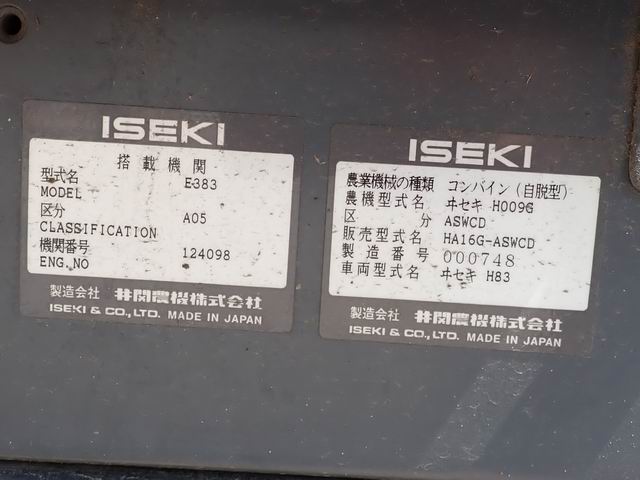 ISEKI
搭載機関
型式名 E383
MODEL
区分 A05
CLASSIFICATION
機関番号 124098
ENG.NO
製造会社 井関農機株式会社
ISEKI & CO., LTD. MADE IN JAPAN
ISEKI
農業機械の種類 コンバイン(自脱型)
農機型式名 ヰセキ H009G
区分 ASWCD
販売型式名 HA16G-ASWCD
製造番号 000748
車両型式名 ヰセキ H83
製造会社 井関農機株式会社
ISEKI & CO., LTD. MADE IN JAPAN